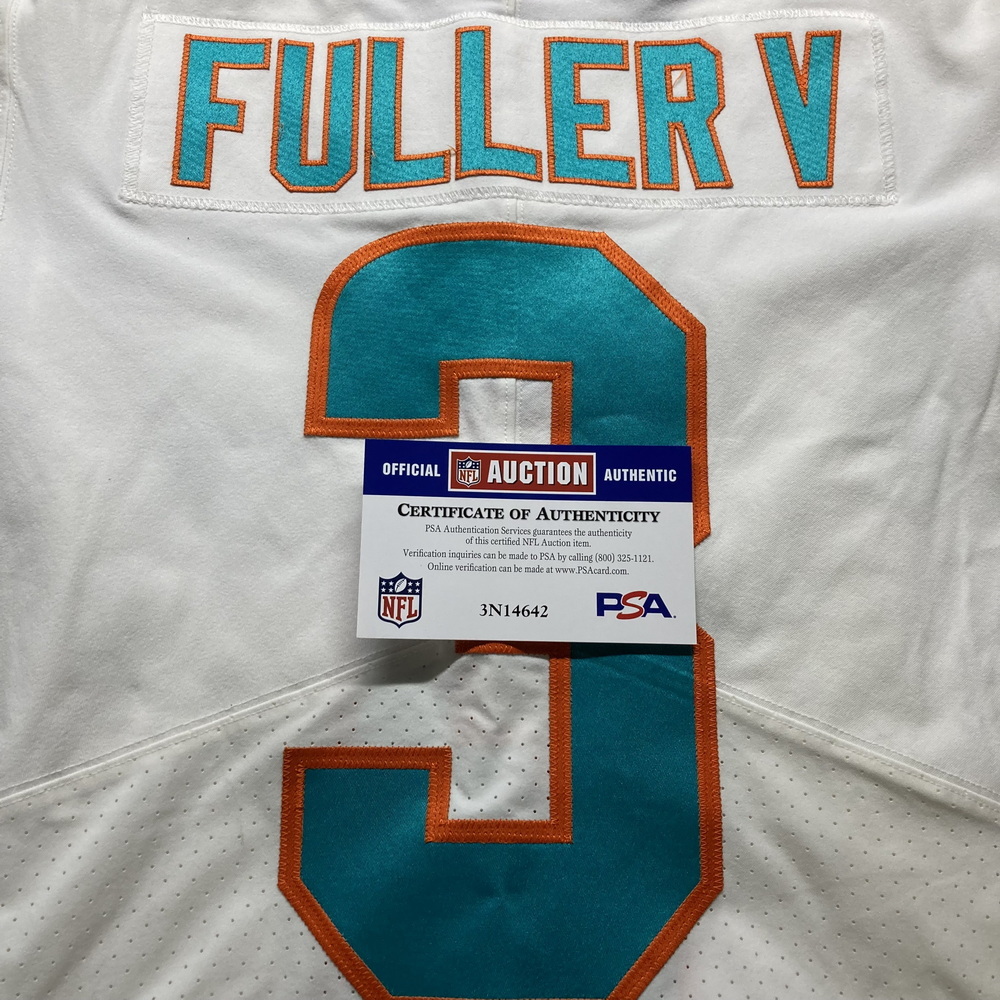 FULLER V
3
OFFICIAL NFL AUCTION AUTHENTIC
CERTIFICATE OF AUTHENTICITY
PSA Authentication Services guarantees the authenticity
of this certified NFL Auction item.
Verification inquiries can be made to PSA by calling (800) 325-1121.
Online verification can be made at www.PSAcard.com.
NFL 3N14642 PSA